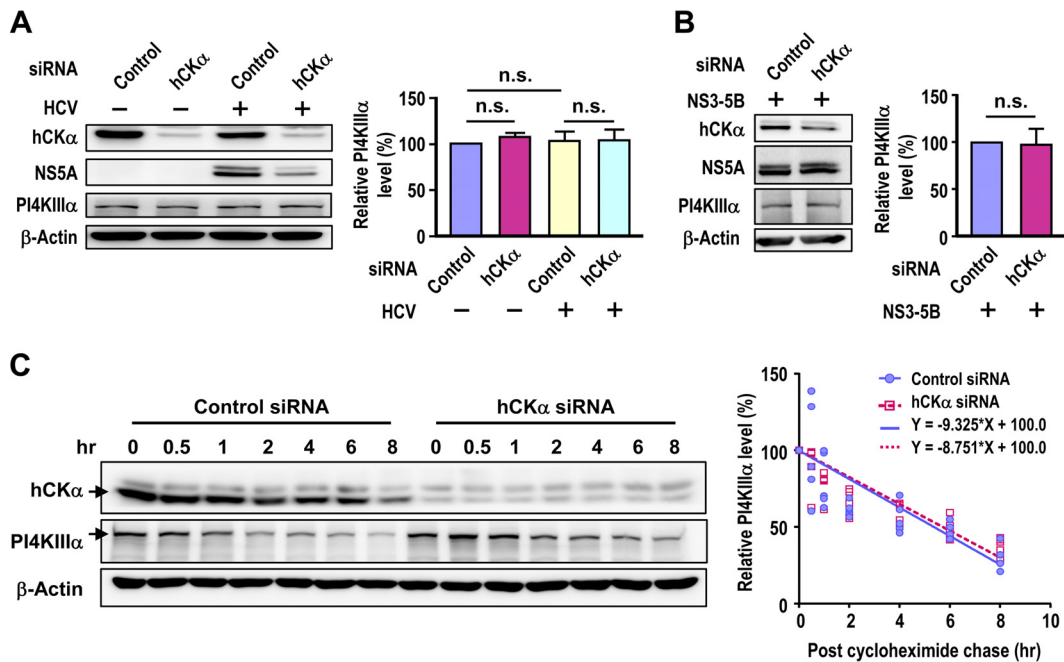 A
siRNA
Control
hCKα
Control
hCKα
HCV
− − + +
hCKα
NS5A
PI4KIIIα
β-Actin
Relative PI4KIIIα
level (%)
150
100
50
0
n.s.
n.s.
n.s.
siRNA
Control
hCKα
Control
hCKα
HCV
− − + +
B
siRNA
Control
hCKα
NS3-5B
+ +
hCKα
NS5A
PI4KIIIα
β-Actin
Relative PI4KIIIα
level (%)
150
100
50
0
n.s.
siRNA
Control
hCKα
NS3-5B
+ +
C
Control siRNA
hCKα siRNA
hr 0 0.5 1 2 4 6 8 0 0.5 1 2 4 6 8
hCKα
PI4KIIIα
β-Actin
Relative PI4KIIIα level (%)
150
100
50
0
Control siRNA
hCKα siRNA
Y = -9.325*X + 100.0
Y = -8.751*X + 100.0
0 2 4 6 8 10
Post cycloheximide chase (hr)